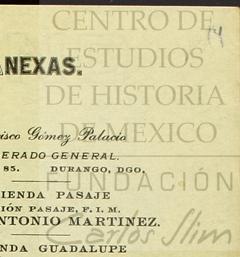 CENTRO DE
14
ESTUDIOS
ANEXAS.
DE HISTORIA
isco Gómez Palacio
DE MEXICO
ERADO GENERAL.
85. DURANGO, DGO.
FUNDACIÓN
IENDA PASAJE
IÓN PASAJE, F. I. M.
ANTONIO MARTINEZ.
Carlos Slim
NDA GUADALUPE